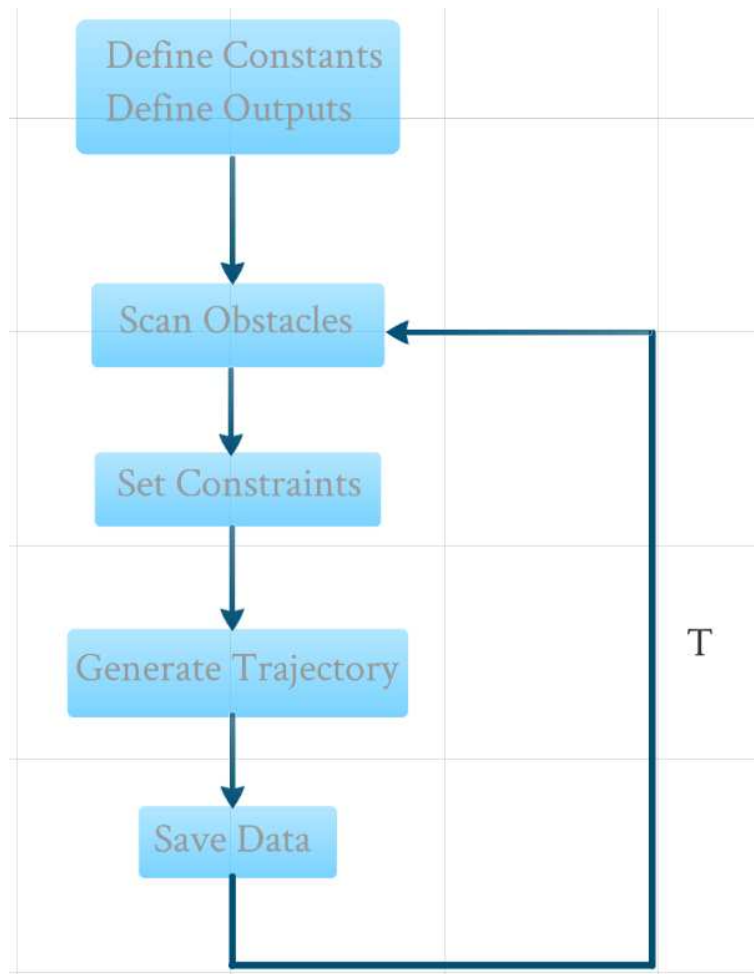 Define Constants
Define Outputs
Scan Obstacles
Set Constraints
Generate Trajectory
T
Save Data